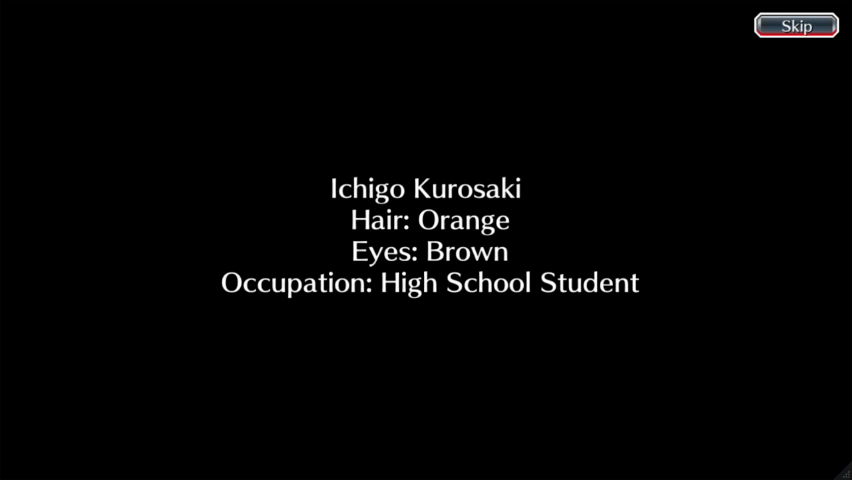 Skip
Ichigo Kurosaki
Hair: Orange
Eyes: Brown
Occupation: High School Student